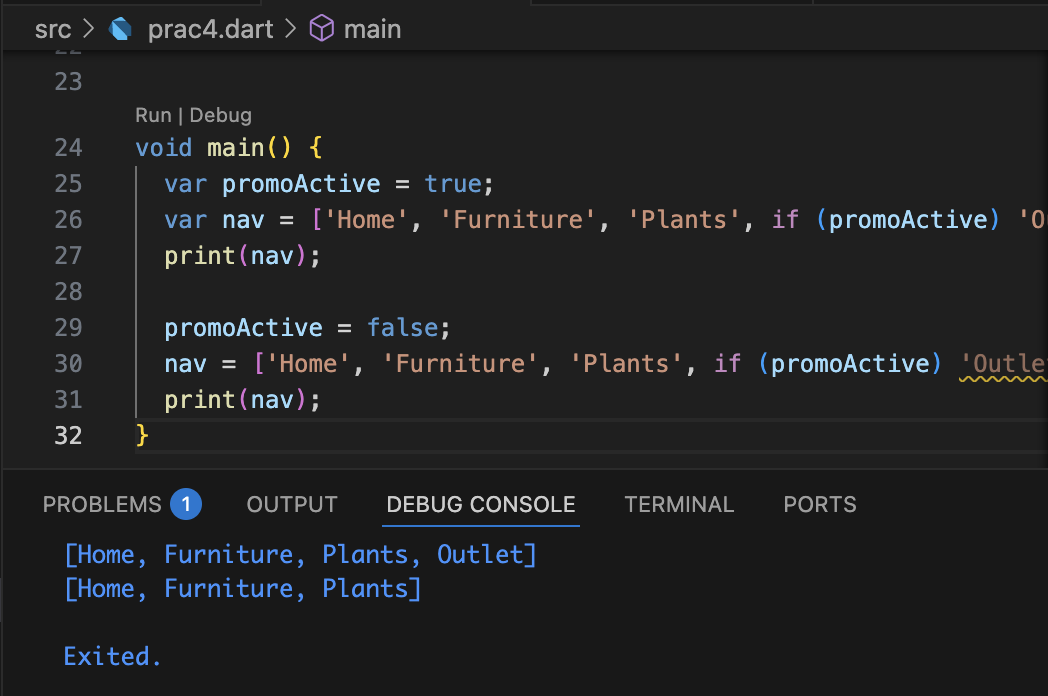 src > prac4.dart > main
23
Run | Debug
24 void main() {
25 var promoActive = true;
26 var nav = ['Home', 'Furniture', 'Plants', if (promoActive)
27 print(nav);
28
29 promoActive = false;
30 nav = ['Home', 'Furniture', 'Plants', if (promoActive) 'Outle
31 print(nav);
32 }
PROBLEMS 1 OUTPUT DEBUG CONSOLE TERMINAL PORTS
[Home, Furniture, Plants, Outlet]
[Home, Furniture, Plants]
Exited.